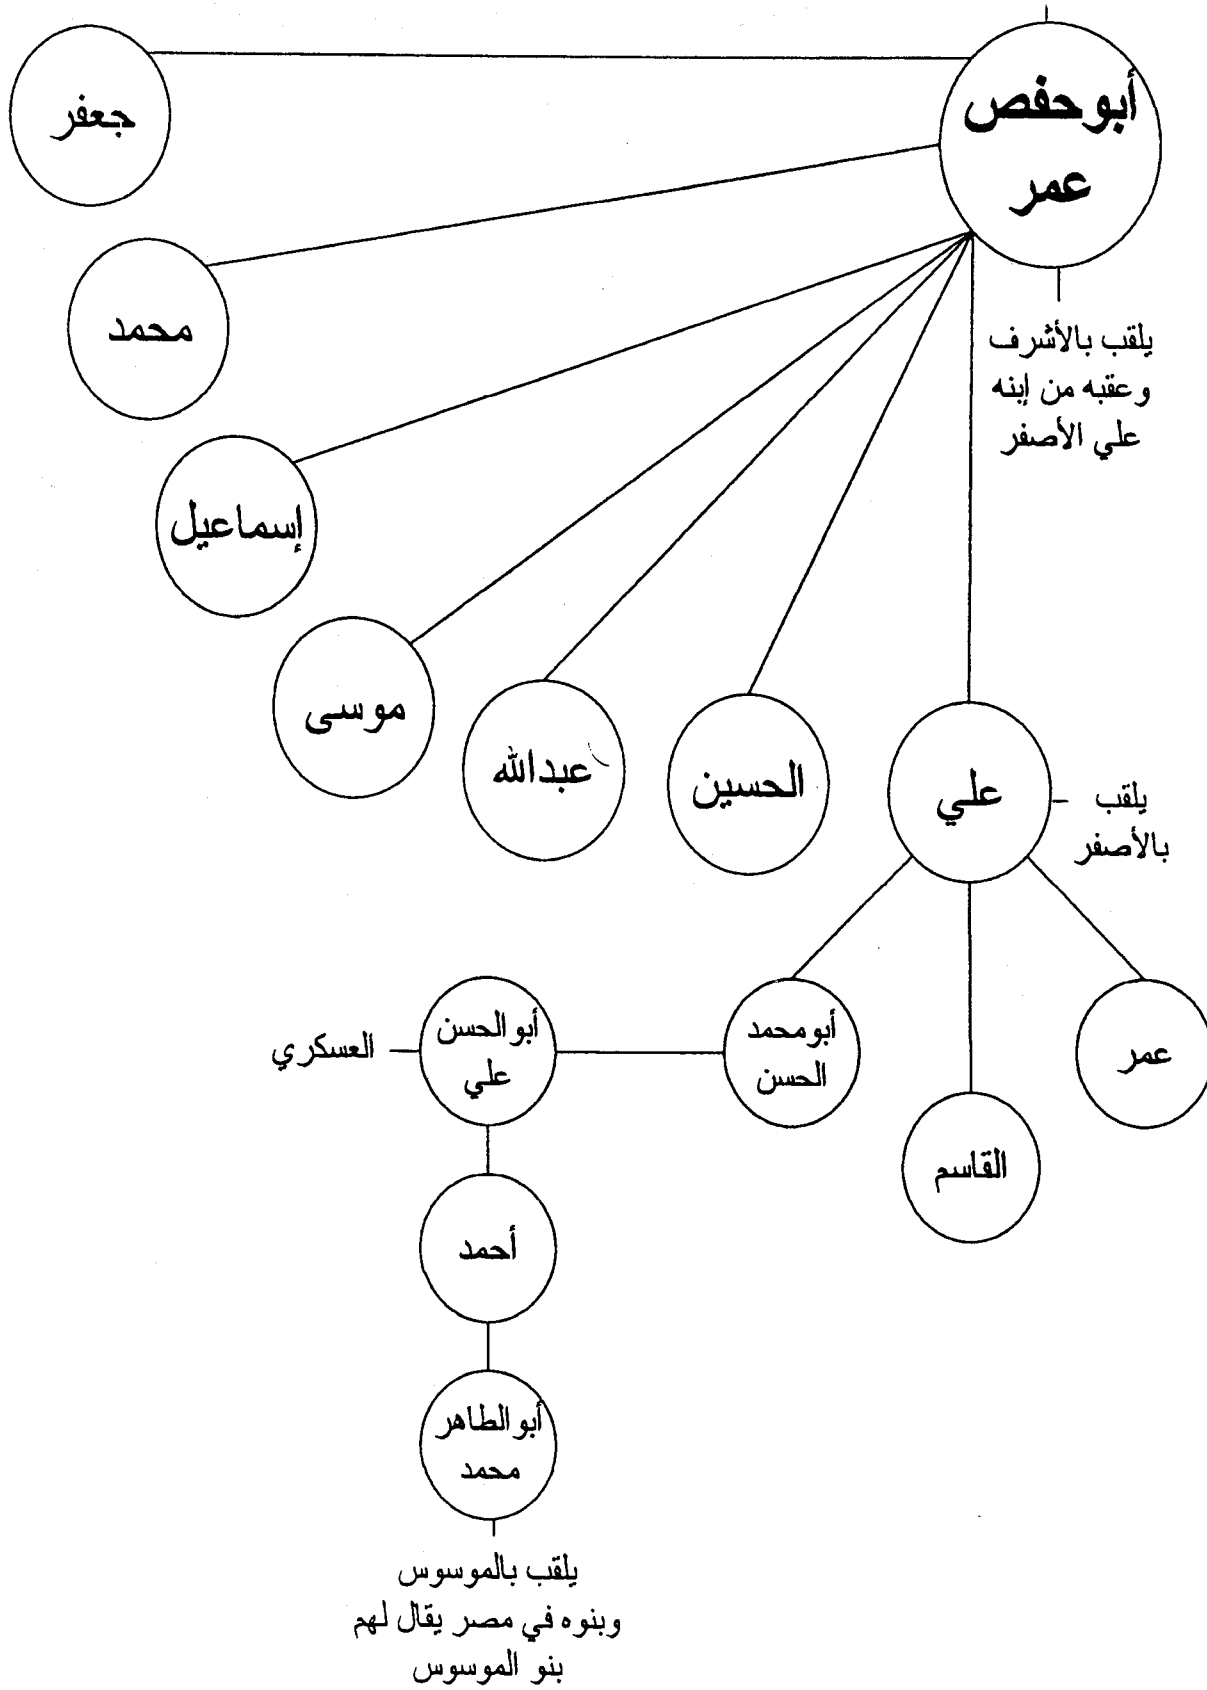 أبو حفص
عمر
يلقب بالأشرف
وعقبه من إبنه
علي الأصفر
جعفر
محمد
إسماعيل
موسى
عبدالله
الحسين
علي
يلقب
بالأصفر
عمر
القاسم
أبو محمد
الحسن
أبو الحسن
علي
العسكري
أحمد
أبو الطاهر
محمد
يلقب بالموسوس
وبنوه في مصر يقال لهم
بنو الموسوس